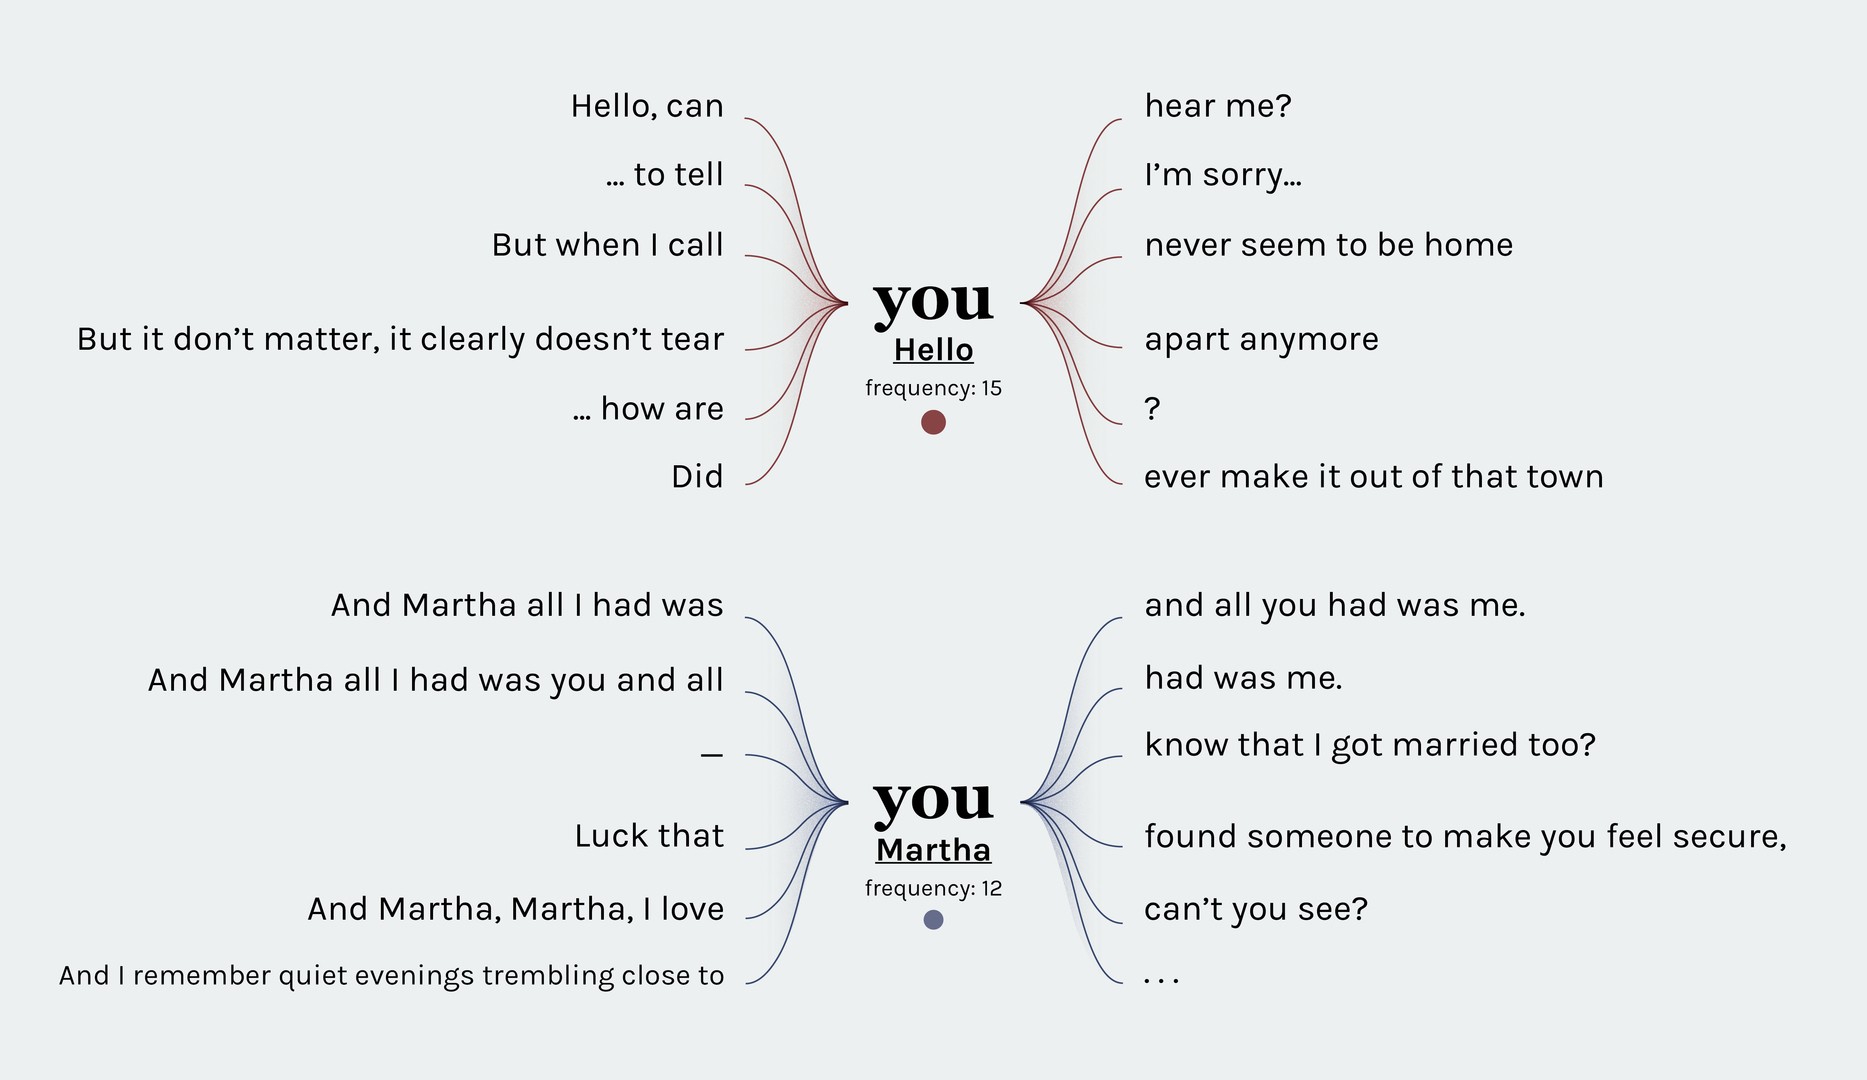 Hello, can
… to tell
But when I call
But it don’t matter, it clearly doesn’t tear
… how are
Did
you
Hello
frequency: 15
hear me?
I’m sorry…
never seem to be home
apart anymore
?
ever make it out of that town
And Martha all I had was
And Martha all I had was you and all
_
Luck that
And Martha, Martha, I love
And I remember quiet evenings trembling close to
you
Martha
frequency: 12
and all you had was me.
had was me.
know that I got married too?
found someone to make you feel secure,
can’t you see?
. . .